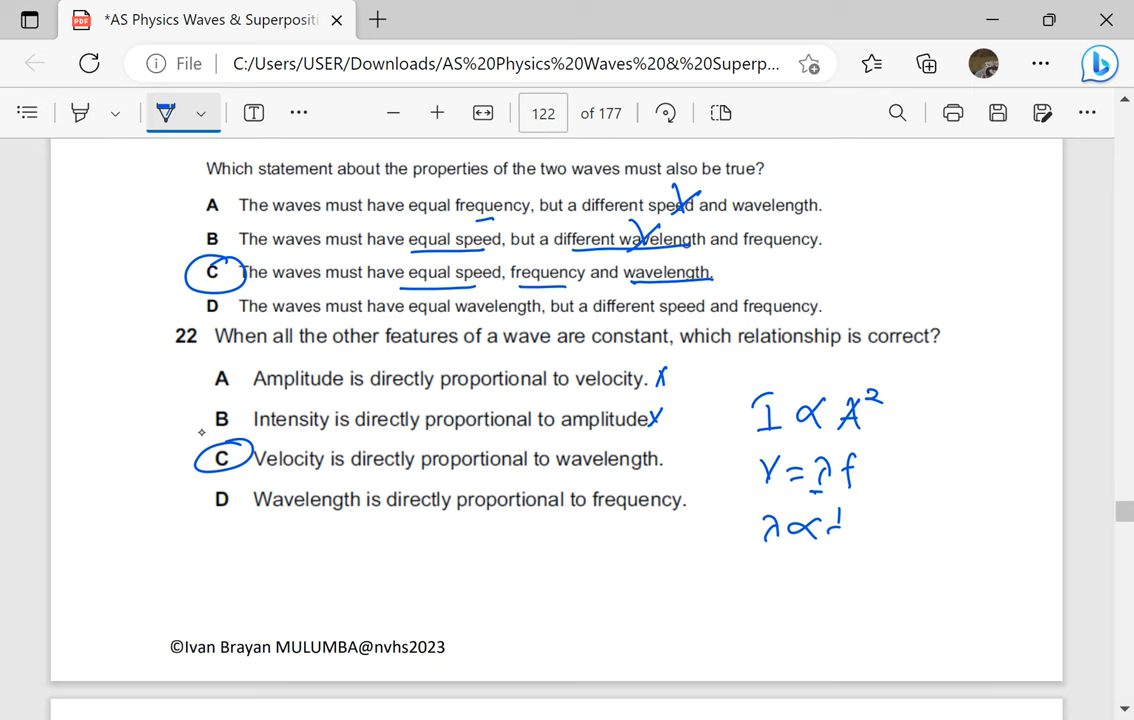 *AS Physics Waves & Superpositi
File
C:/Users/USER/Downloads/AS%20Physics%20Waves%20&%20Superp...
122 of 177
Which statement about the properties of the two waves must also be true?
A The waves must have equal frequency, but a different speed and wavelength.
B The waves must have equal speed, but a different wavelength and frequency.
C The waves must have equal speed, frequency and wavelength.
D The waves must have equal wavelength, but a different speed and frequency.
22 When all the other features of a wave are constant, which relationship is correct?
A Amplitude is directly proportional to velocity. x
B Intensity is directly proportional to amplitude x
C Velocity is directly proportional to wavelength.
D Wavelength is directly proportional to frequency.
I ∝ A²
v = λf
λ ∝
©Ivan Brayan MULUMBA@nvhs2023